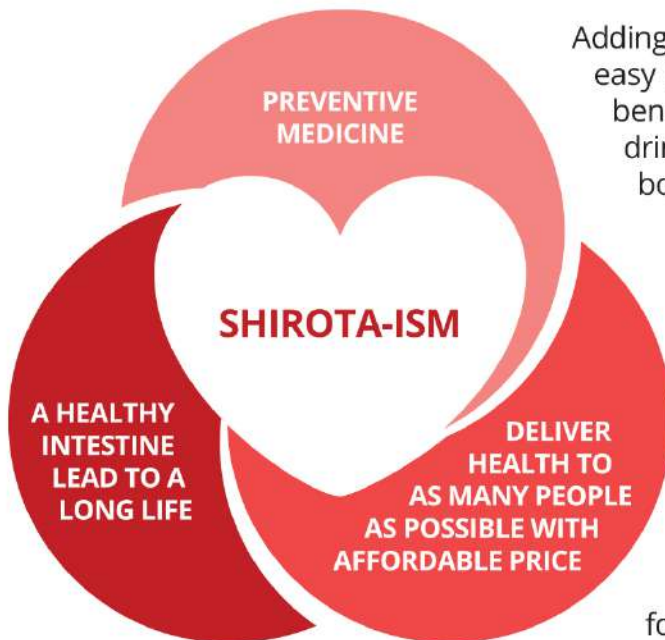 Adding
easy
PREVENTIVE
MEDICINE
SHIROTA-ISM
A HEALTHY
INTESTINE
LEAD TO A
LONG LIFE
DELIVER
HEALTH TO
AS MANY PEOPLE
AS POSSIBLE WITH
AFFORDABLE PRICE